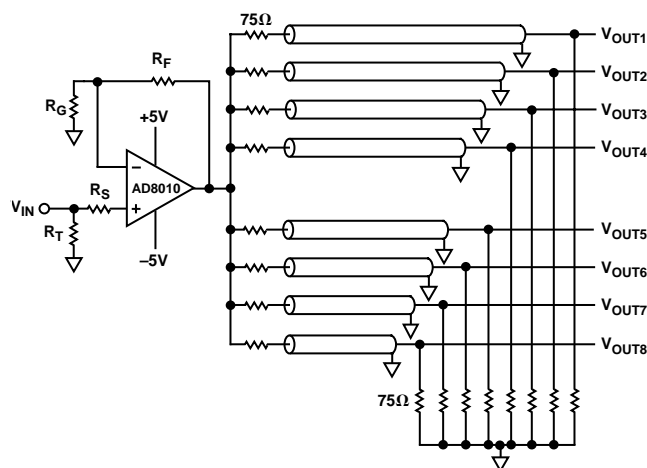 75Ω
V_OUT1
R_F
V_OUT2
R_G
V_OUT3
+5V
V_OUT4
–
AD8010
R_S
V_IN
+
R_T
–5V
V_OUT5
V_OUT6
V_OUT7
V_OUT8
75Ω